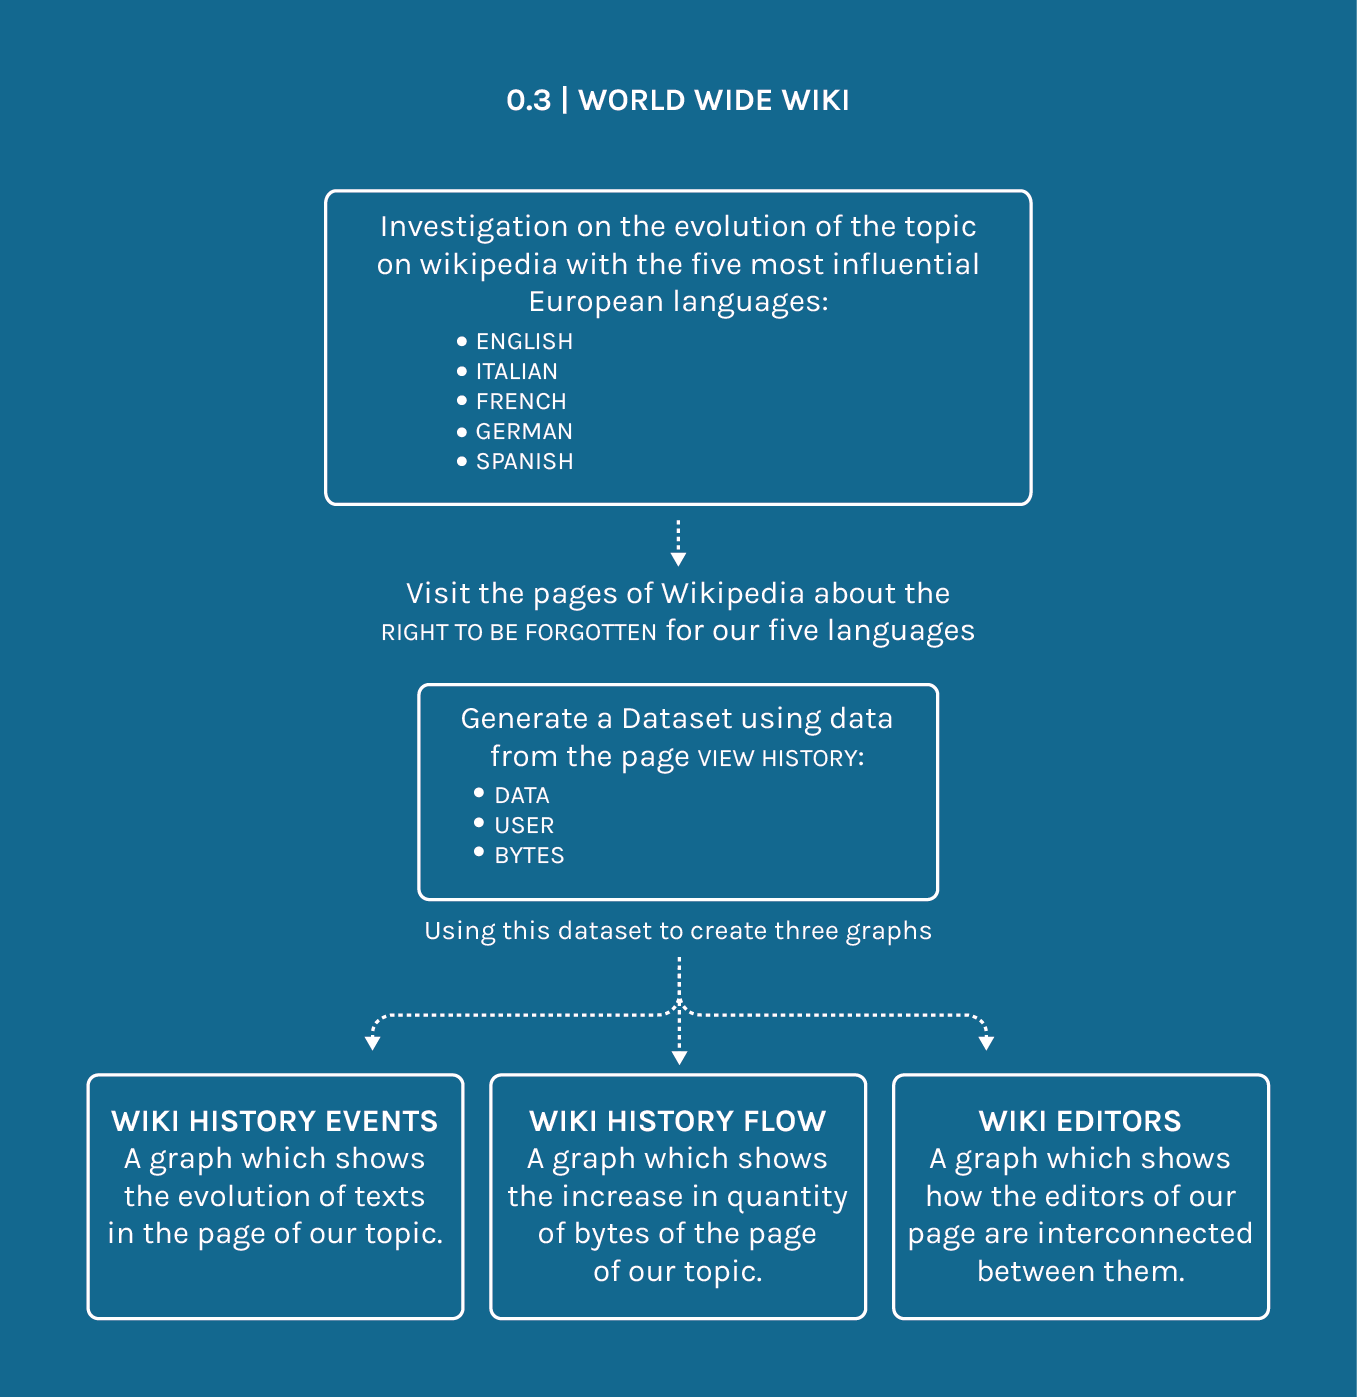 0.3 | WORLD WIDE WIKI
Investigation on the evolution of the topic
on wikipedia with the five most influential
European languages:
• ENGLISH
• ITALIAN
• FRENCH
• GERMAN
• SPANISH
Visit the pages of Wikipedia about the
RIGHT TO BE FORGOTTEN for our five languages
Generate a Dataset using data
from the page VIEW HISTORY:
• DATA
• USER
• BYTES
Using this dataset to create three graphs
WIKI HISTORY EVENTS
A graph which shows
the evolution of texts
in the page of our topic.
WIKI HISTORY FLOW
A graph which shows
the increase in quantity
of bytes of the page
of our topic.
WIKI EDITORS
A graph which shows
how the editors of our
page are interconnected
between them.